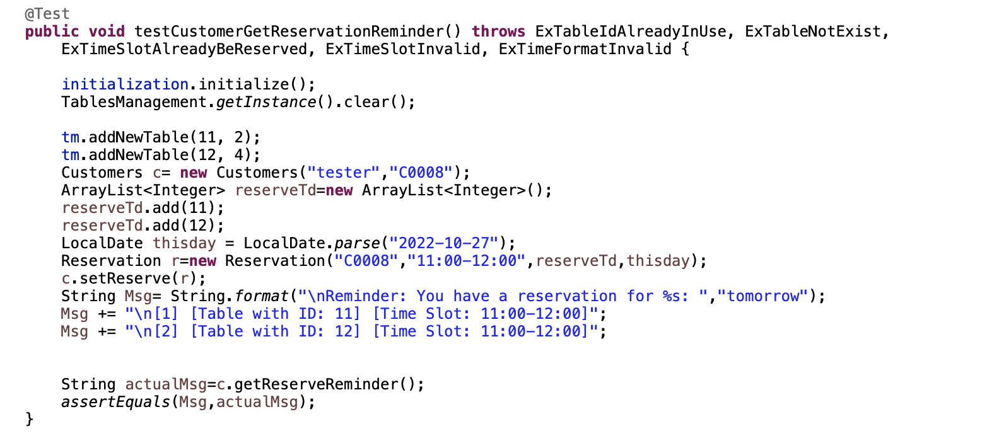 @Test
public void testCustomerGetReservationReminder() throws ExTableIdAlreadyInUse, ExTableNotExist,
    ExTimeSlotAlreadyBeReserved, ExTimeSlotInvalid, ExTimeFormatInvalid {
    initialization.initialize();
    TablesManagement.getInstance().clear();
    tm.addNewTable(11, 2);
    tm.addNewTable(12, 4);
    Customers c= new Customers("tester","C0008");
    ArrayList<Integer> reserveTd=new ArrayList<Integer>();
    reserveTd.add(11);
    reserveTd.add(12);
    LocalDate thisday = LocalDate.parse("2022-10-27");
    Reservation r=new Reservation("C0008","11:00-12:00",reserveTd,thisday);
    c.setReserve(r);
    String Msg= String.format("\nReminder: You have a reservation for %s: ","tomorrow");
    Msg += "\n[1] [Table with ID: 11] [Time Slot: 11:00-12:00]";
    Msg += "\n[2] [Table with ID: 12] [Time Slot: 11:00-12:00]";
    String actualMsg=c.getReserveReminder();
    assertEquals(Msg,actualMsg);
}